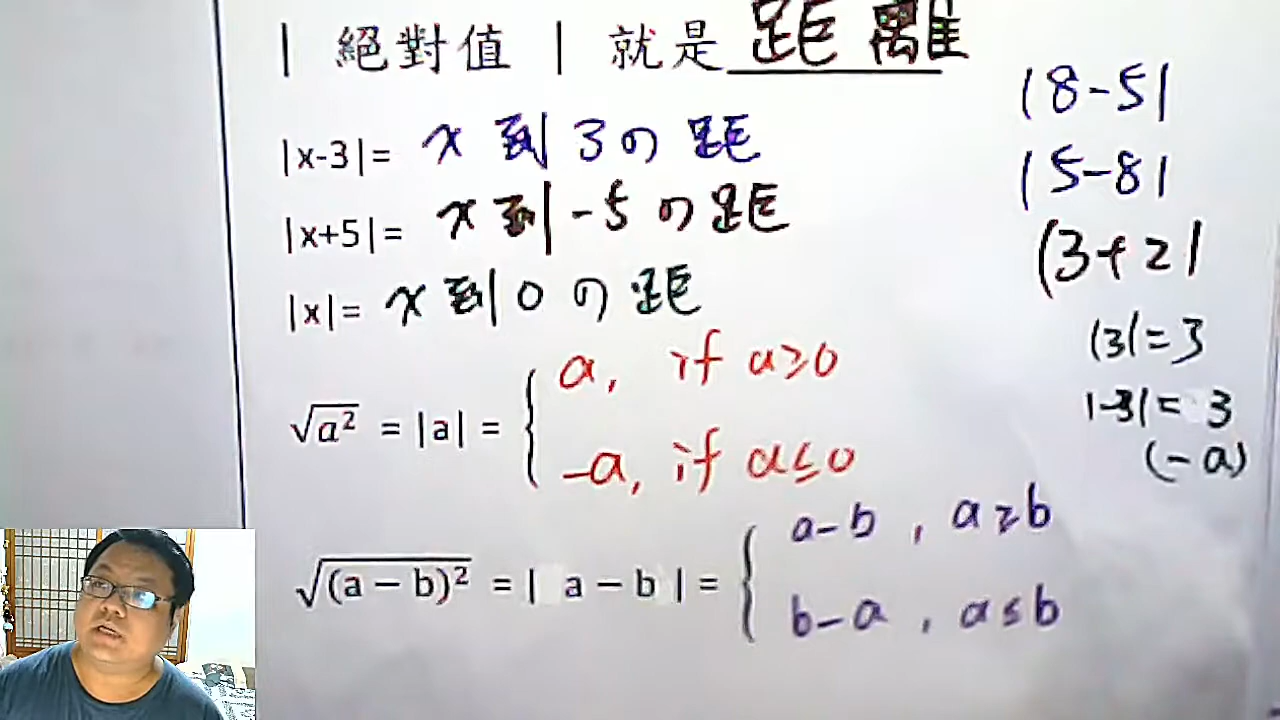 | 絕對值 | 就是 距離
|x-3|= x 到 3 の 距
|x+5|= x 到 -5 の 距
|x|= x 到 0 の 距
√a² = |a| = { a, if a≥0
-a, if a≤0
√(a − b)² = | a − b | = { a-b , a≥b
b-a , a≤b
|8-5|
|5-8|
|3+2|
|3|=3
|-3|= 3
(-a)